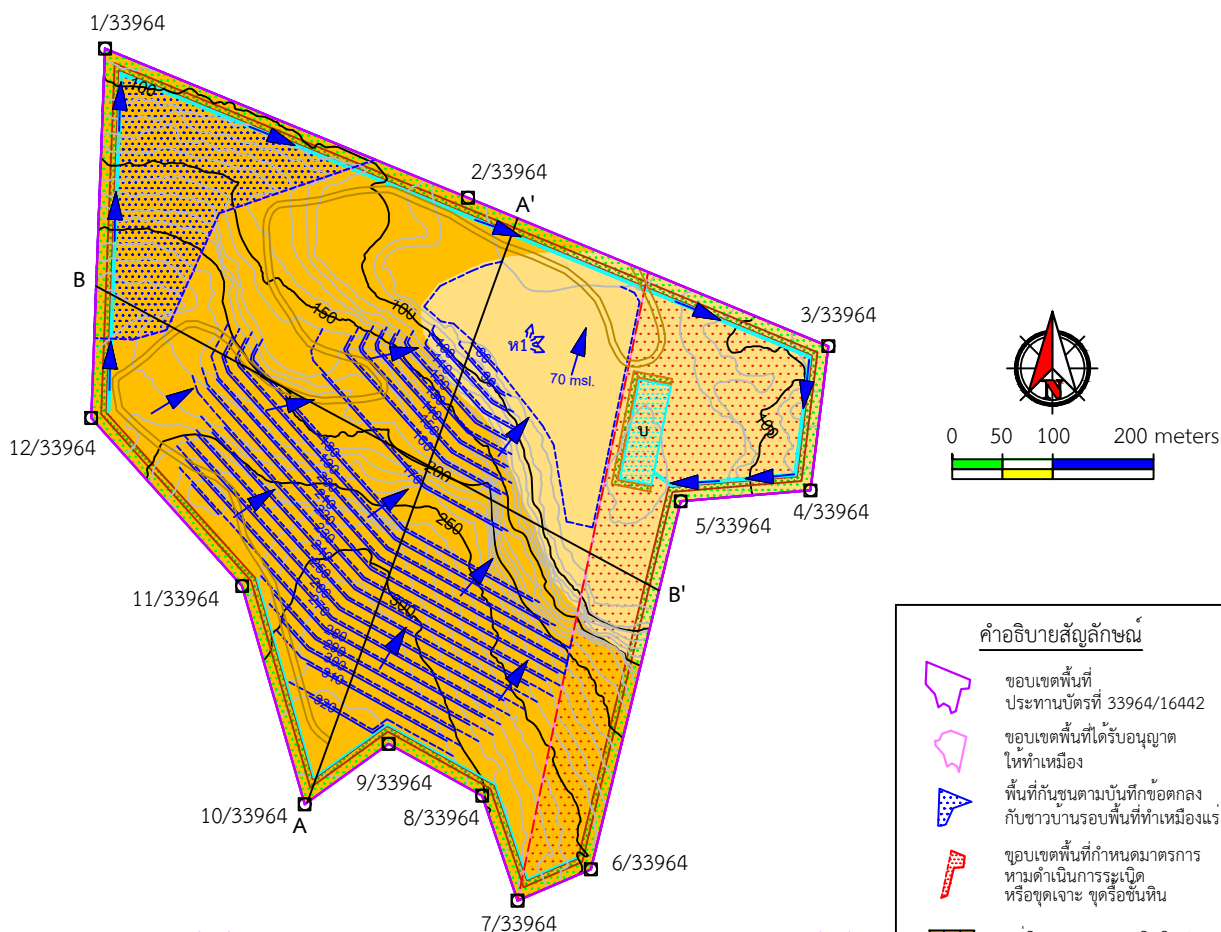 1/33964
100
2/33964
A'
B
150
100
3/33964
ห1
70 msl.
บ
100
12/33964
0 50 100 200 meters
N
5/33964
4/33964
250
B'
11/33964
300
280
290
300
310
320
9/33964
10/33964
A
8/33964
6/33964
7/33964
คำอธิบายสัญลักษณ์
ขอบเขตพื้นที่
ประทานบัตรที่ 33964/16442
ขอบเขตพื้นที่ได้รับอนุญาต
ให้ทำเหมือง
พื้นที่กันชนตามบันทึกข้อตกลง
กับชาวบ้านรอบพื้นที่ทำเหมืองแร่
ขอบเขตพื้นที่กำหนดมาตรการ
ห้ามดำเนินการระเบิด
หรือขุดเจาะ ขุดรื้อชั้นหิน